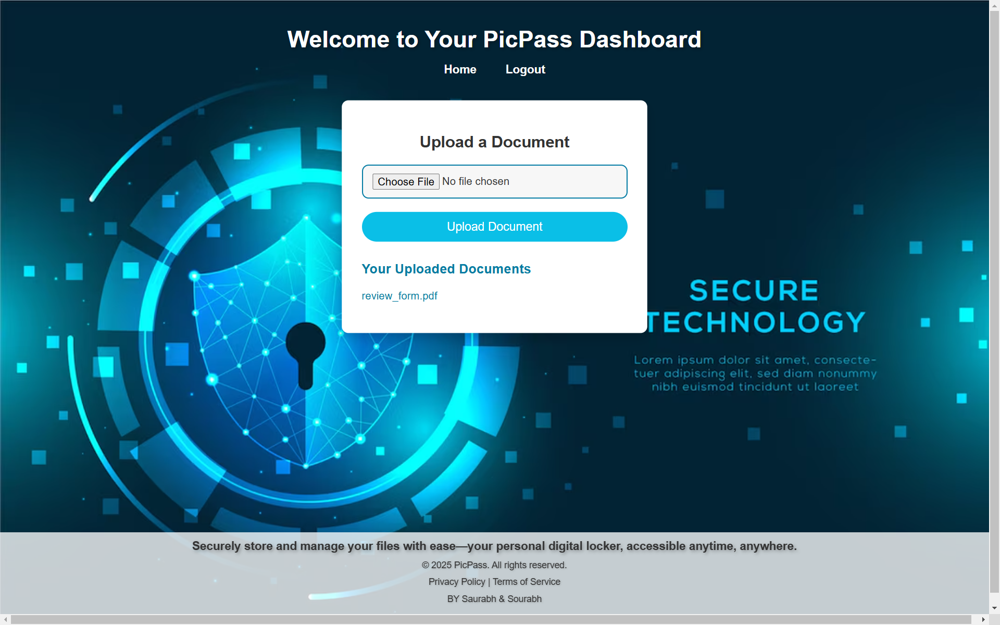 Welcome to Your PicPass Dashboard
Home Logout
Upload a Document
Choose File No file chosen
Upload Document
Your Uploaded Documents
review_form.pdf
SECURE
TECHNOLOGY
Lorem ipsum dolor sit amet, consecte-
tuer adipiscing elit, sed diam nonummy
nibh euismod tincidunt ut laoreet
Securely store and manage your files with ease—your personal digital locker, accessible anytime, anywhere.
© 2025 PicPass. All rights reserved.
Privacy Policy | Terms of Service
BY Saurabh & Sourabh